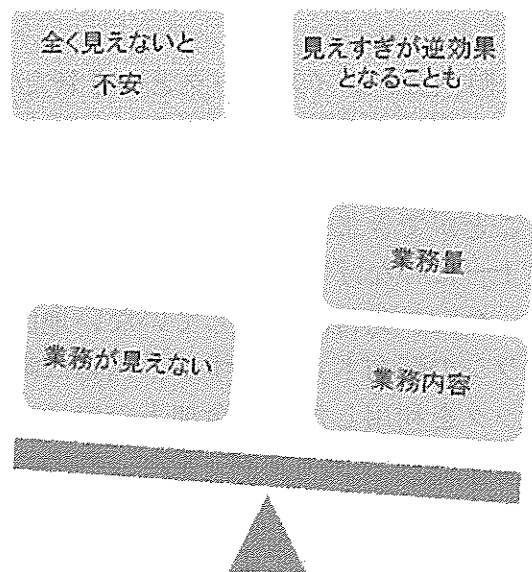 全く見えないと
不安
見えすぎが逆効果
となることも
業務量
業務が見えない
業務内容